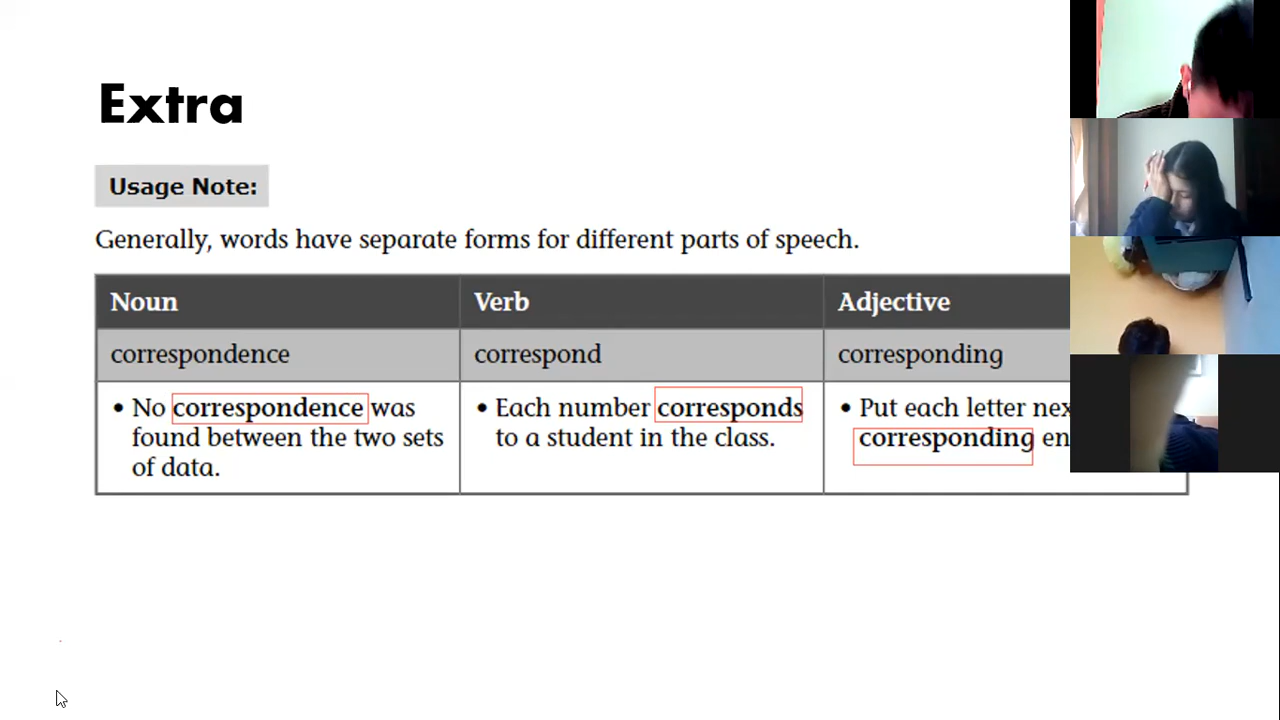 Extra
Usage Note:
Generally, words have separate forms for different parts of speech.
Noun Verb Adjective
correspondence correspond corresponding
• No correspondence was
found between the two sets
of data.
• Each number corresponds
to a student in the class.
• Put each letter
corresponding